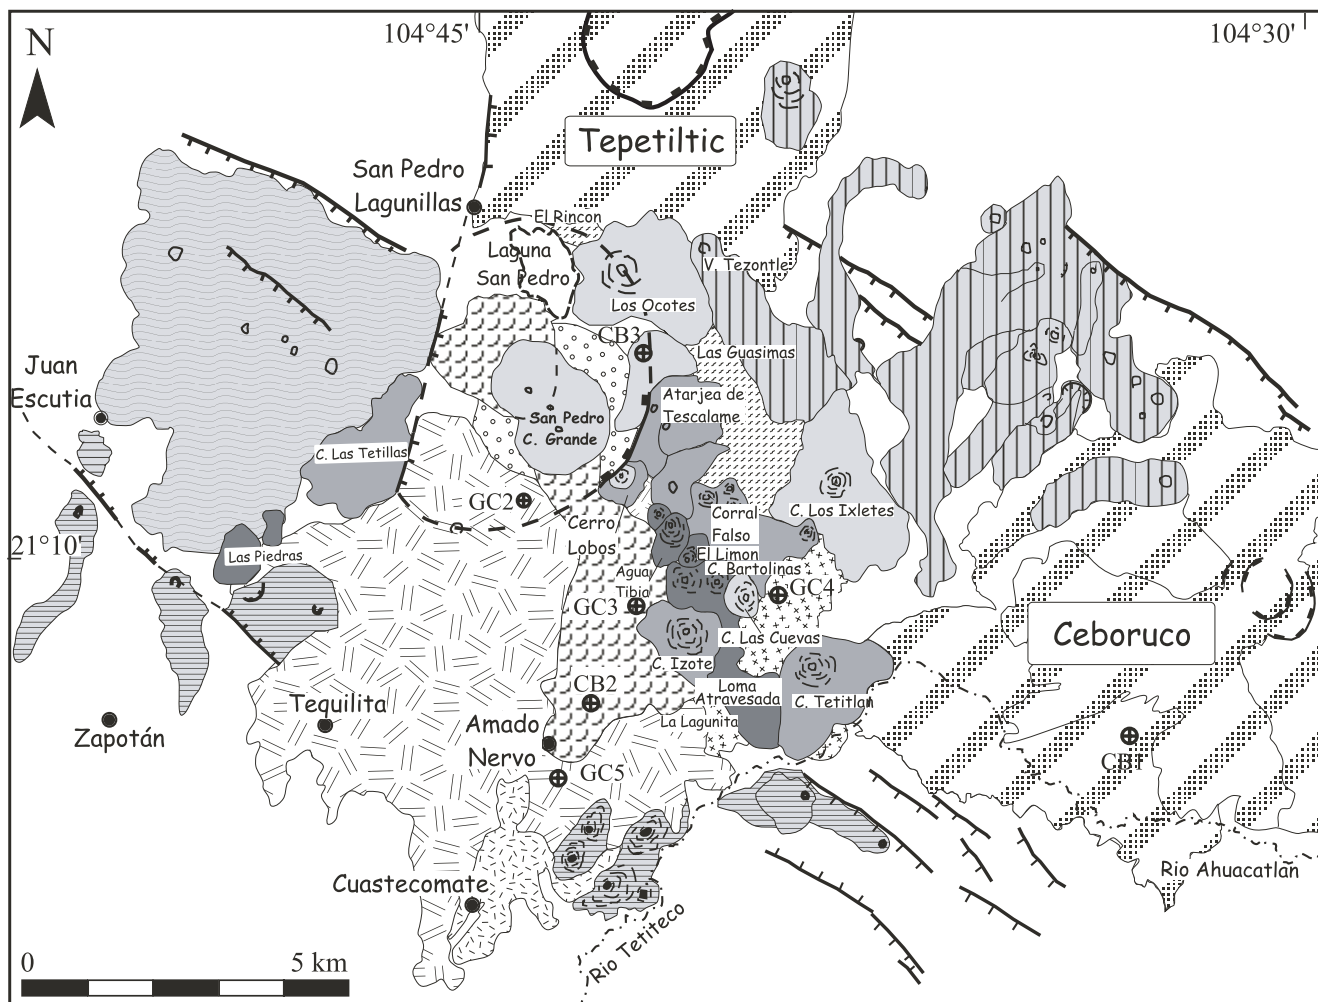 104°45'
104°30'
N
Tepetiltic
San Pedro
Lagunillas
El Rincon
Laguna
San Pedro
V. Tezontle
Los Ocotes
CB3
Las Guasimas
Juan
Escutia
Atarjea de
Tescalame
San Pedro
C. Grande
C. Las Tetillas
GC2
C. Los Ixletes
Cerro
Lobos
Corral
Falso
21°10'
Las Piedras
El Limon
C. Bartolinas
Agua
Tibia
GC4
GC3
C. Las Cuevas
Ceboruco
C. Izote
CB2
Loma
Atravesada
C. Tetitlan
La Lagunita
Tequilita
Amado
Nervo
Zapotán
CB1
GC5
Cuastecomate
Rio Ahuacatlán
Rio Tetiteco
0
5 km